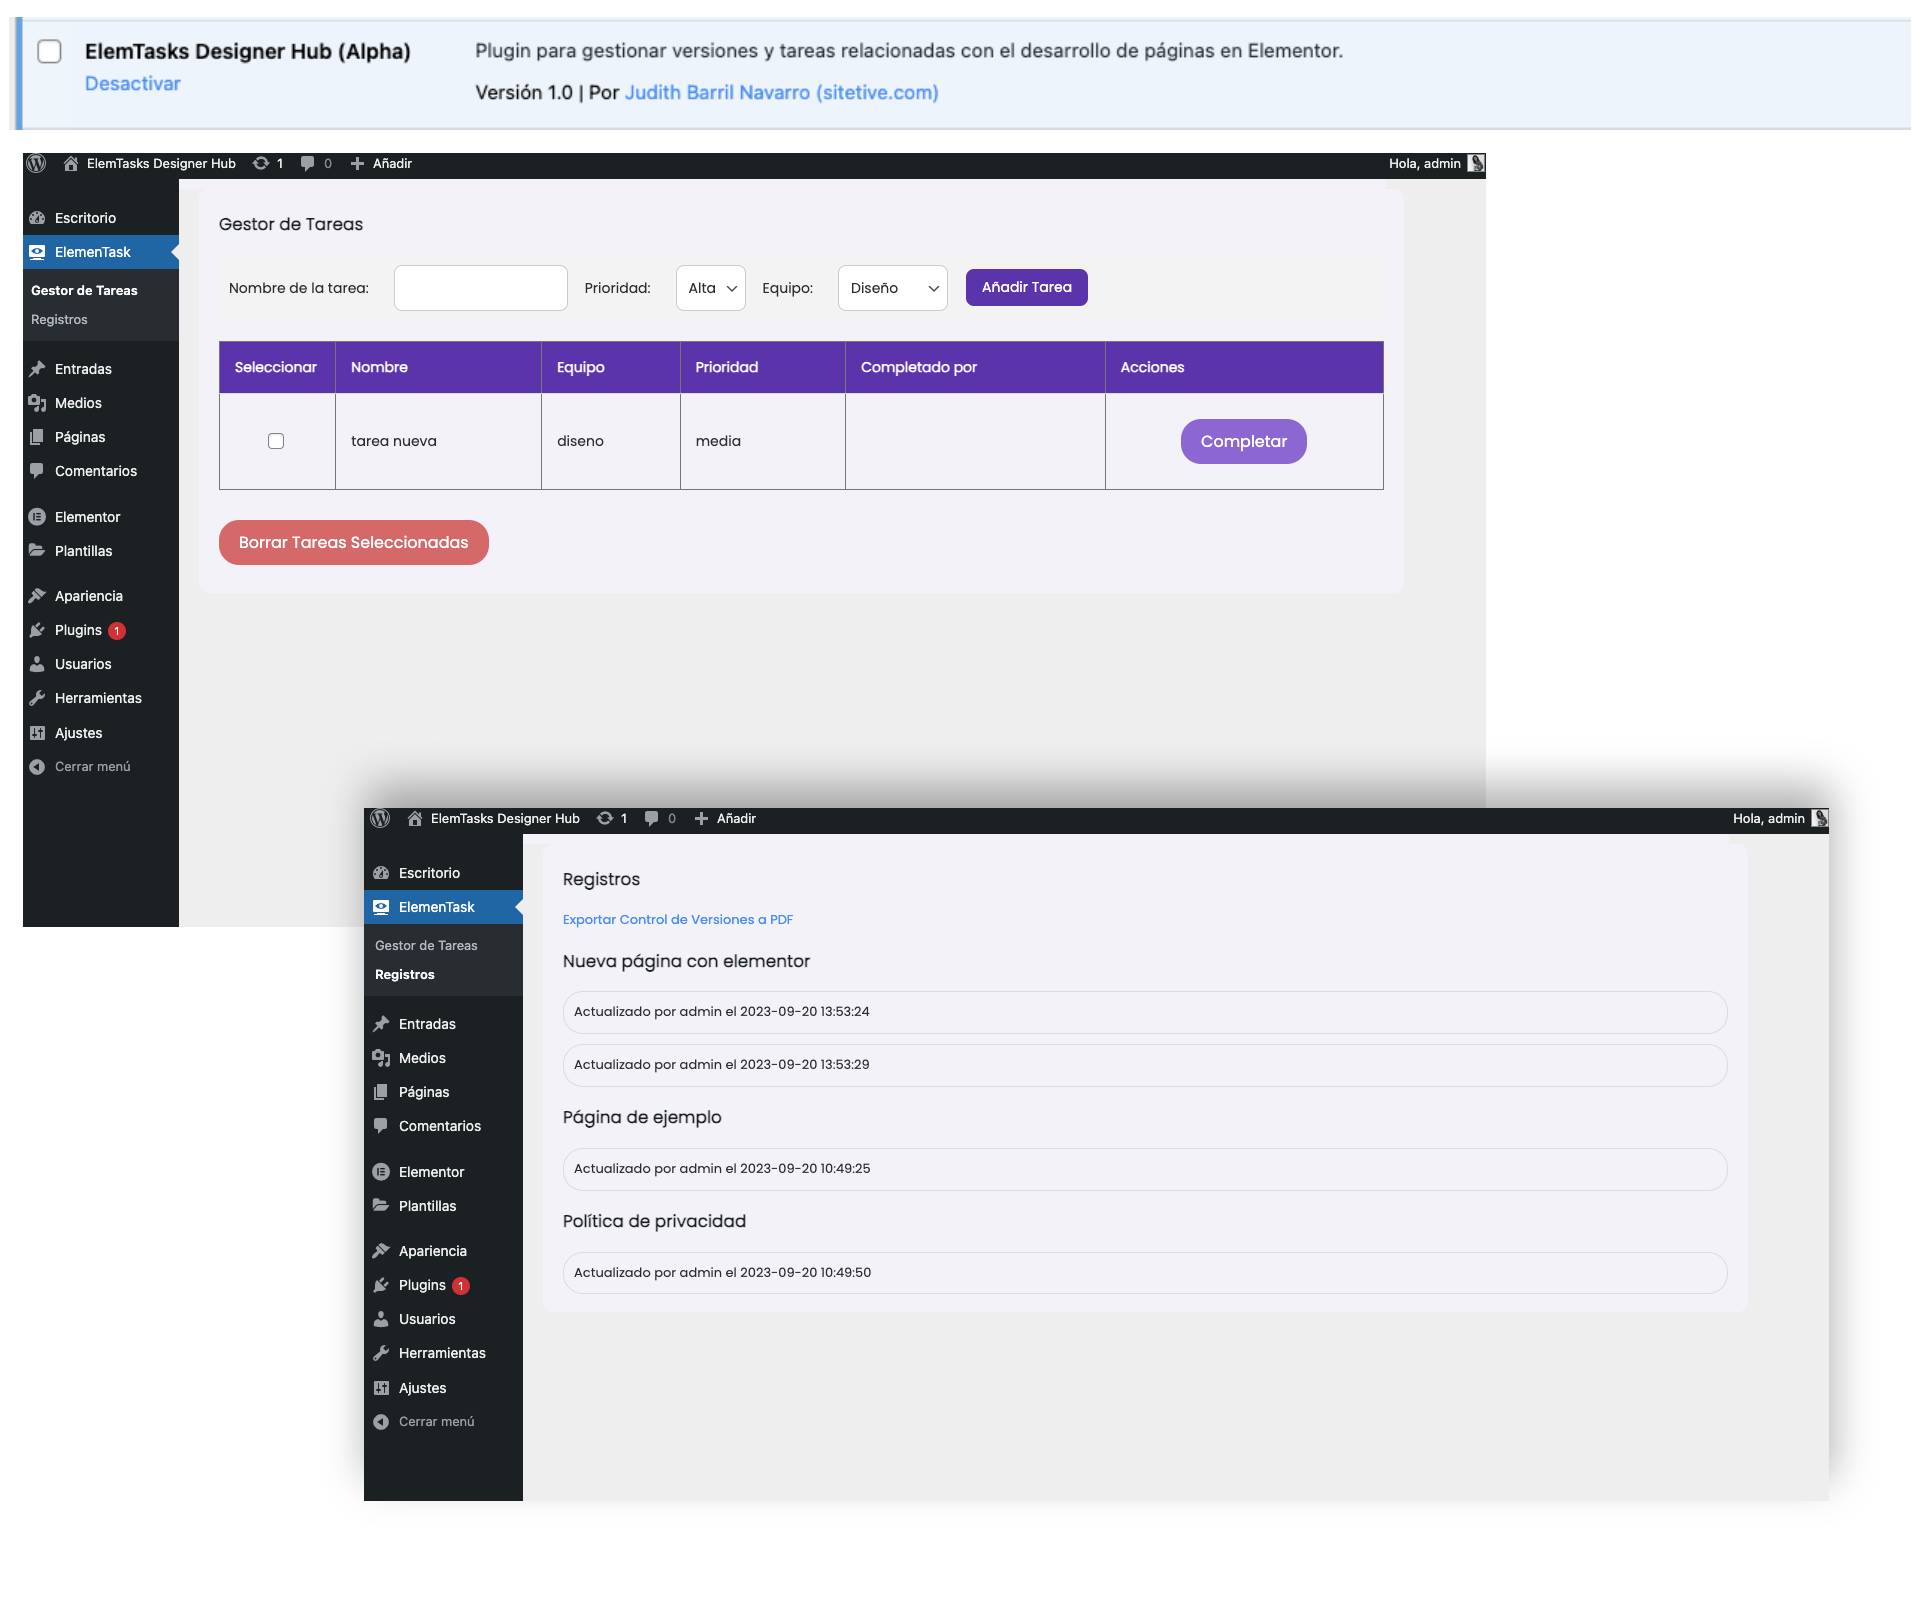 ElemTasks Designer Hub (Alpha)
Desactivar
Plugin para gestionar versiones y tareas relacionadas con el desarrollo de páginas en Elementor.
Versión 1.0 | Por Judith Barril Navarro (sitetive.com)
ElemTasks Designer Hub 1 0 Añadir Hola, admin
Escritorio
ElemenTask
Gestor de Tareas
Registros
Entradas
Medios
Páginas
Comentarios
Elementor
Plantillas
Apariencia
Plugins 1
Usuarios
Herramientas
Ajustes
Cerrar menú
Gestor de Tareas
Nombre de la tarea: Prioridad: Alta Equipo: Diseño Añadir Tarea
Seleccionar Nombre Equipo Prioridad Completado por Acciones
tarea nueva diseno media Completar
Borrar Tareas Seleccionadas
ElemTasks Designer Hub 1 0 Añadir Hola, admin
Escritorio
ElemenTask
Gestor de Tareas
Registros
Entradas
Medios
Páginas
Comentarios
Elementor
Plantillas
Apariencia
Plugins 1
Usuarios
Herramientas
Ajustes
Cerrar menú
Registros
Exportar Control de Versiones a PDF
Nueva página con elementor
Actualizado por admin el 2023-09-20 13:53:24
Actualizado por admin el 2023-09-20 13:53:29
Página de ejemplo
Actualizado por admin el 2023-09-20 10:49:25
Política de privacidad
Actualizado por admin el 2023-09-20 10:49:50